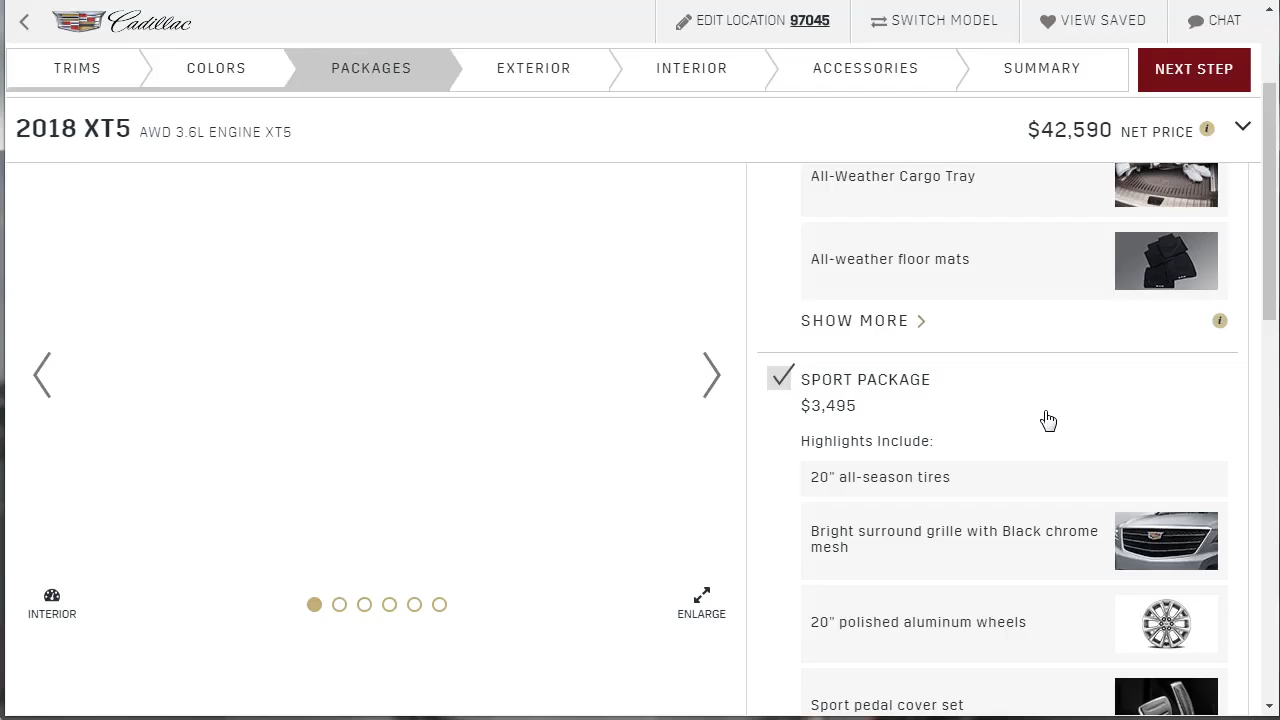 Cadillac
EDIT LOCATION 97045
SWITCH MODEL
VIEW SAVED
CHAT
TRIMS
COLORS
PACKAGES
EXTERIOR
INTERIOR
ACCESSORIES
SUMMARY
NEXT STEP
2018 XT5 AWD 3.6L ENGINE XT5
$42,590 NET PRICE i
All-Weather Cargo Tray
All-weather floor mats
SHOW MORE
i
SPORT PACKAGE
$3,495
Highlights Include:
20" all-season tires
Bright surround grille with Black chrome
mesh
20" polished aluminum wheels
Sport pedal cover set
INTERIOR
ENLARGE